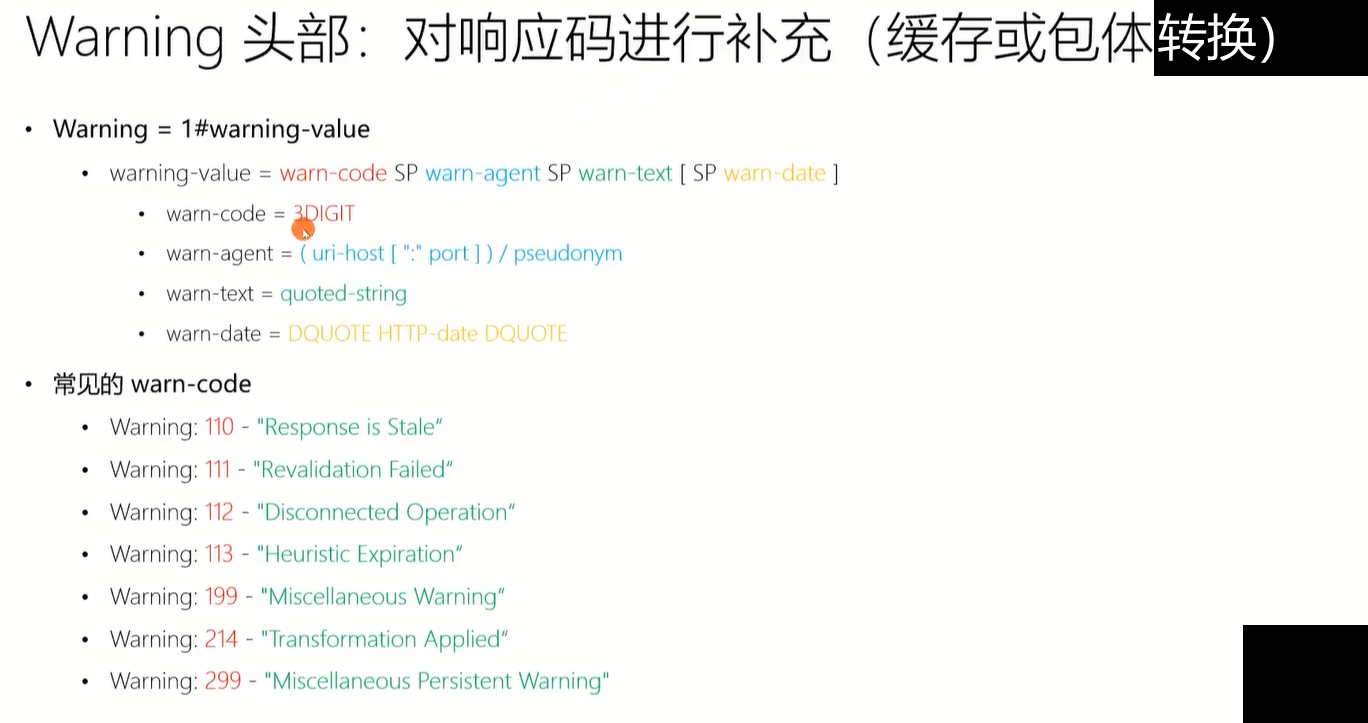 Warning 头部：对响应码进行补充（缓存或包体转换）
• Warning = 1#warning-value
• warning-value = warn-code SP warn-agent SP warn-text [ SP warn-date ]
• warn-code = 3DIGIT
• warn-agent = ( uri-host [ ":" port ] ) / pseudonym
• warn-text = quoted-string
• warn-date = DQUOTE HTTP-date DQUOTE
• 常见的 warn-code
• Warning: 110 - "Response is Stale“
• Warning: 111 - "Revalidation Failed“
• Warning: 112 - "Disconnected Operation“
• Warning: 113 - "Heuristic Expiration“
• Warning: 199 - "Miscellaneous Warning“
• Warning: 214 - "Transformation Applied“
• Warning: 299 - "Miscellaneous Persistent Warning"